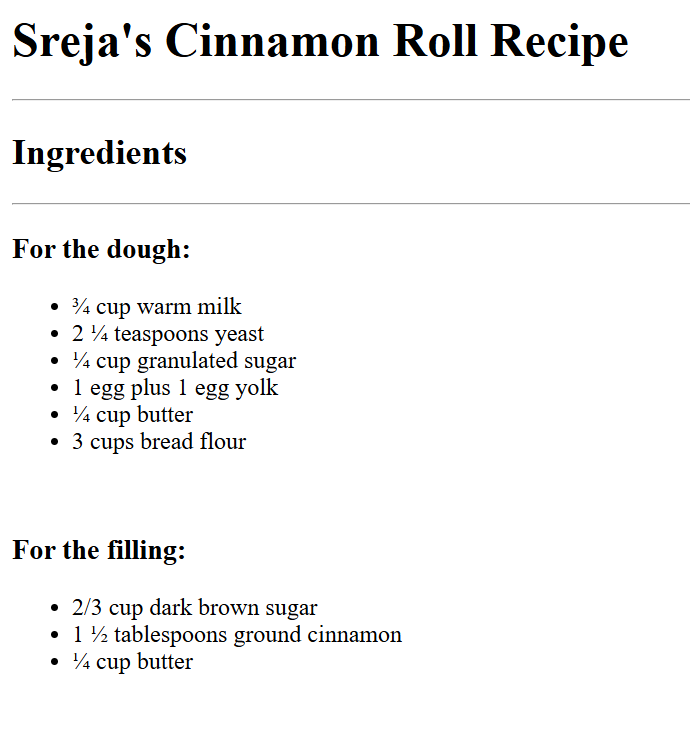 Sreja's Cinnamon Roll Recipe
Ingredients
For the dough:
• ¾ cup warm milk
• 2 ¼ teaspoons yeast
• ¼ cup granulated sugar
• 1 egg plus 1 egg yolk
• ¼ cup butter
• 3 cups bread flour
For the filling:
• 2/3 cup dark brown sugar
• 1 ½ tablespoons ground cinnamon
• ¼ cup butter